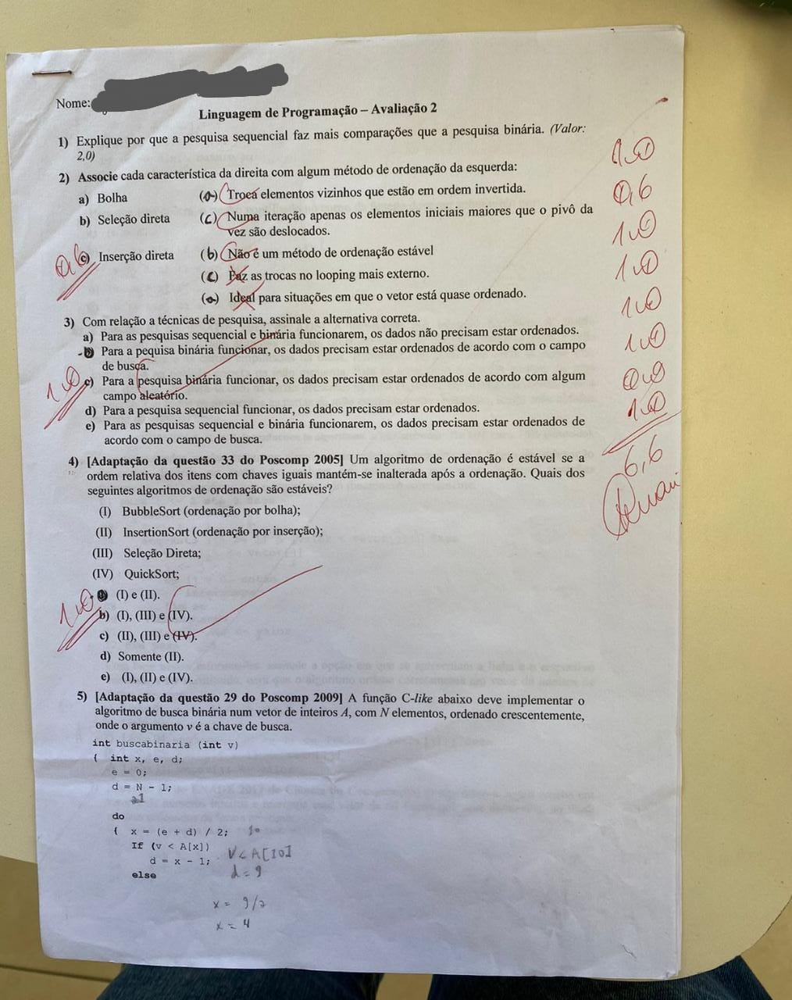 Nome:
Linguagem de Programação – Avaliação 2
1) Explique por que a pesquisa sequencial faz mais comparações que a pesquisa binária. (Valor:
2,0)
1,0
2) Associe cada característica da direita com algum método de ordenação da esquerda:
0,6
a) Bolha (a) Troca elementos vizinhos que estão em ordem invertida.
b) Seleção direta (C) Numa iteração apenas os elementos iniciais maiores que o pivô da
vez são deslocados.
1,0
0,6 c) Inserção direta (b) Não é um método de ordenação estável
1,0
(C) Faz as trocas no looping mais externo.
(a) Ideal para situações em que o vetor está quase ordenado.
1,0
3) Com relação a técnicas de pesquisa, assinale a alternativa correta.
a) Para as pesquisas sequencial e binária funcionarem, os dados não precisam estar ordenados.
1,0
b) Para a pequisa binária funcionar, os dados precisam estar ordenados de acordo com o campo
de busca.
0,0
1,0 c) Para a pesquisa binária funcionar, os dados precisam estar ordenados de acordo com algum
campo aleatório.
1,0
d) Para a pesquisa sequencial funcionar, os dados precisam estar ordenados.
e) Para as pesquisas sequencial e binária funcionarem, os dados precisam estar ordenados de
acordo com o campo de busca.
6,6
4) [Adaptação da questão 33 do Poscomp 2005] Um algoritmo de ordenação é estável se a
ordem relativa dos itens com chaves iguais mantém-se inalterada após a ordenação. Quais dos
seguintes algoritmos de ordenação são estáveis?
(I) BubbleSort (ordenação por bolha);
(II) InsertionSort (ordenação por inserção);
(III) Seleção Direta;
(IV) QuickSort;
1,0 a) (I) e (II).
b) (I), (III) e (IV).
c) (II), (III) e (IV).
d) Somente (II).
e) (I), (II) e (IV).
5) [Adaptação da questão 29 do Poscomp 2009] A função C-like abaixo deve implementar o
algoritmo de busca binária num vetor de inteiros A, com N elementos, ordenado crescentemente,
onde o argumento v é a chave de busca.
int buscabinaria (int v)
{ int x, e, d;
e = 0;
d = N - 1;
21
do
{ x = (e + d) / 2; 10
If (v < A[x]) V < A[10]
d = x - 1; d = 9
else
x = 9/2
x = 4